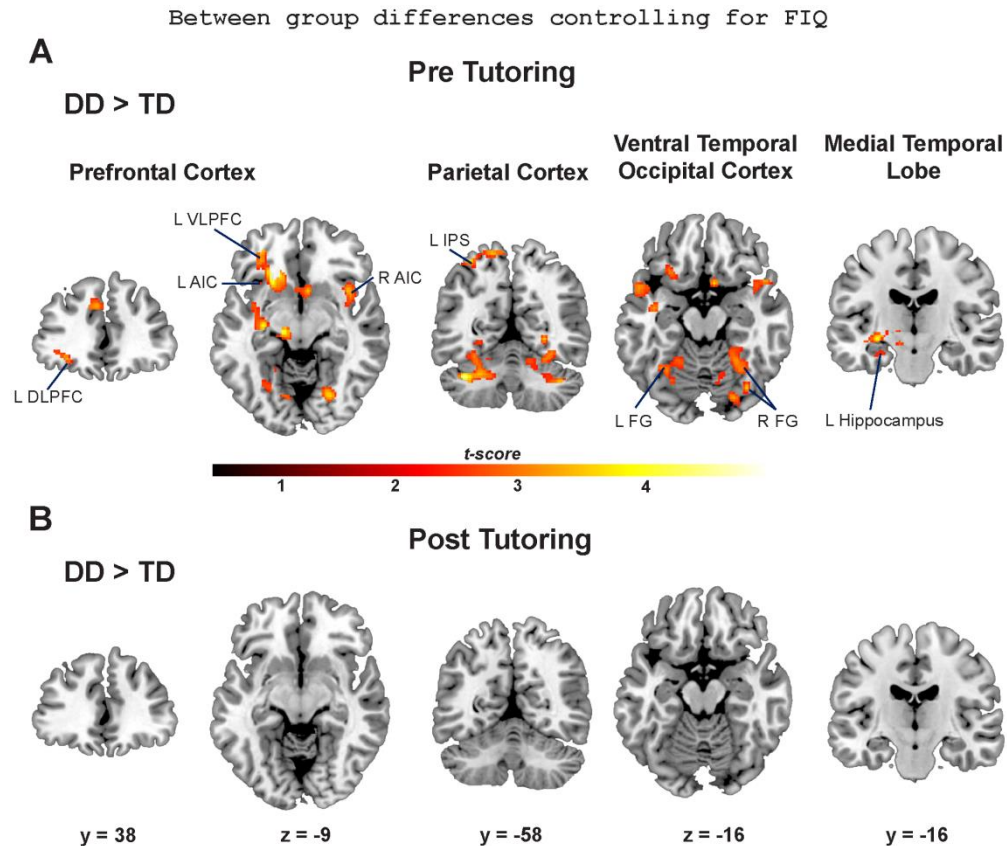 Between group differences controlling for FIQ
A
Pre Tutoring
DD > TD
Prefrontal Cortex
Parietal Cortex
Ventral Temporal
Occipital Cortex
Medial Temporal
Lobe
L VLPFC
L AIC
R AIC
L DLPFC
L IPS
L FG
R FG
L Hippocampus
t-score
1 2 3 4
B
Post Tutoring
DD > TD
y = 38 z = -9 y = -58 z = -16 y = -16